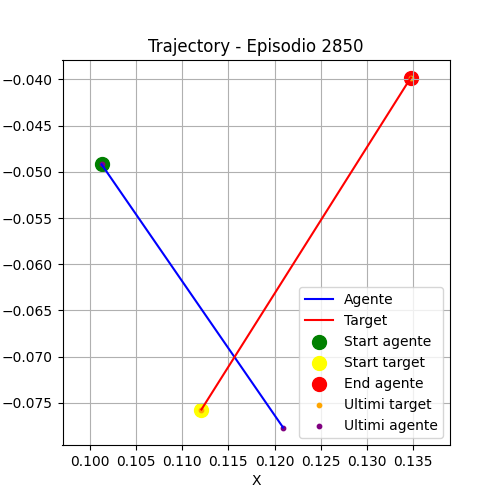 Trajectory - Episodio 2850
−0.040
−0.045
−0.050
−0.055
−0.060
−0.065
−0.070
−0.075
Agente
Target
Start agente
Start target
End agente
Ultimi target
Ultimi agente
0.100 0.105 0.110 0.115 0.120 0.125 0.130 0.135
X